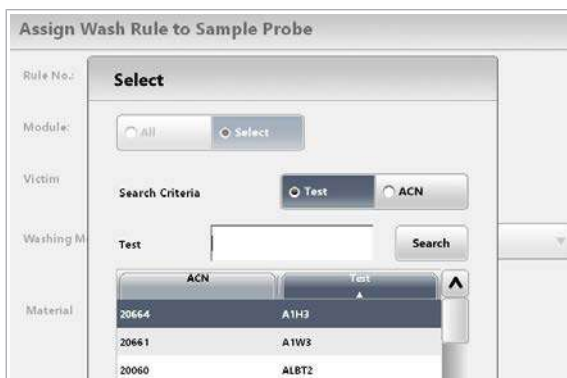 Assign Wash Rule to Sample Probe
Rule No.:
Select
Module:
All Select
Victim
Search Criteria Test ACN
Washing M
Test Search
ACN Test
Material
20664 A1H3
20661 A1W3
20060 ALBT2